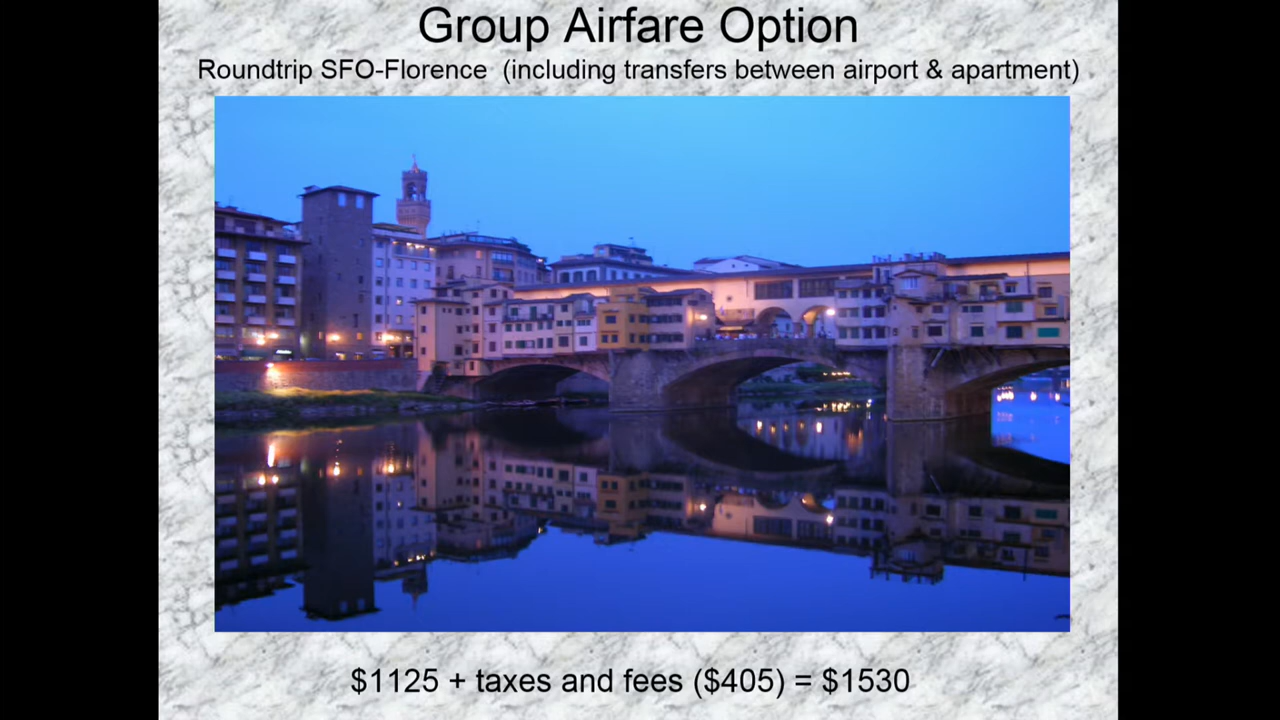 Group Airfare Option
Roundtrip SFO-Florence (including transfers between airport & apartment)
$1125 + taxes and fees ($405) = $1530